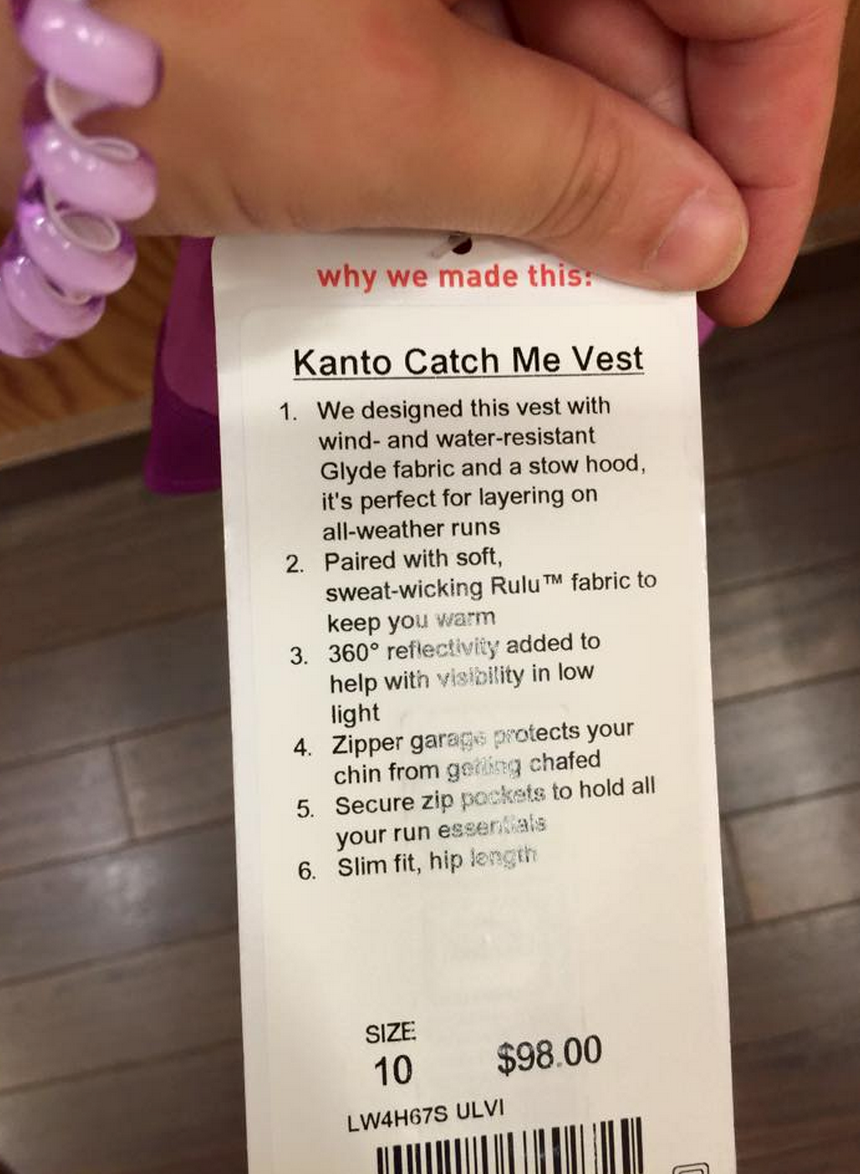 why we made this:
Kanto Catch Me Vest
1. We designed this vest with
wind- and water-resistant
Glyde fabric and a stow hood,
it's perfect for layering on
all-weather runs
2. Paired with soft,
sweat-wicking Rulu™ fabric to
keep you warm
3. 360° reflectivity added to
help with visibility in low
light
4. Zipper garage protects your
chin from getting chafed
5. Secure zip pockets to hold all
your run essentials
6. Slim fit, hip length
SIZE:
10 $98.00
LW4H67S ULVI